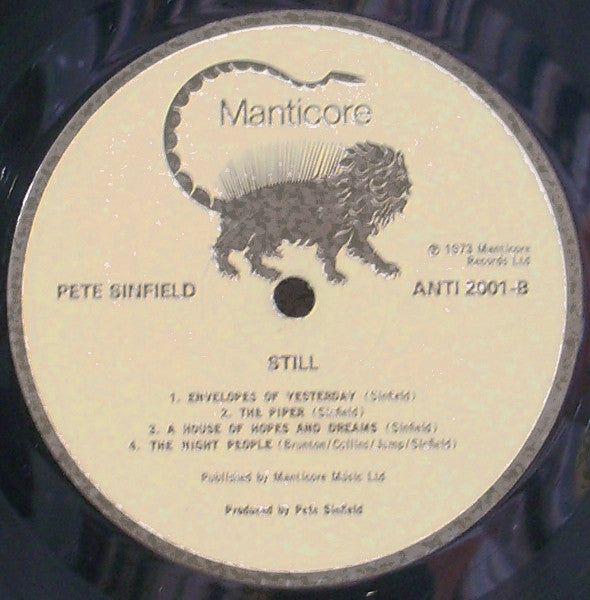 Manticore
℗ 1973 Manticore
Records Ltd
PETE SINFIELD
ANTI 2001-B
STILL
1. ENVELOPES OF YESTERDAY (Sinfield)
2. THE PIPER (Sinfield)
3. A HOUSE OF HOPES AND DREAMS (Sinfield)
4. THE NIGHT PEOPLE (Brunton/Collins/Jump/Sinfield)
Published by Manticore Music Ltd
Produced by Pete Sinfield